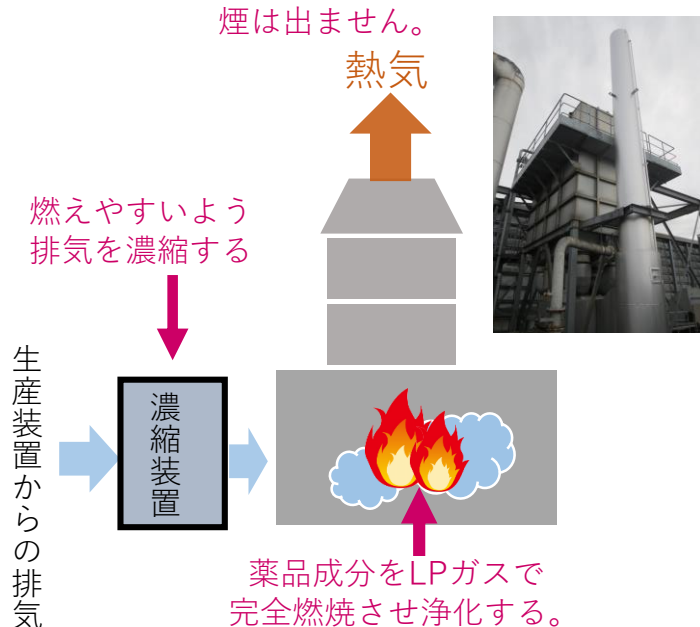 煙は出ません。
熱気
燃えやすいよう
排気を濃縮する
生産装置からの排気
濃縮装置
薬品成分をLPガスで
完全燃焼させ浄化する。